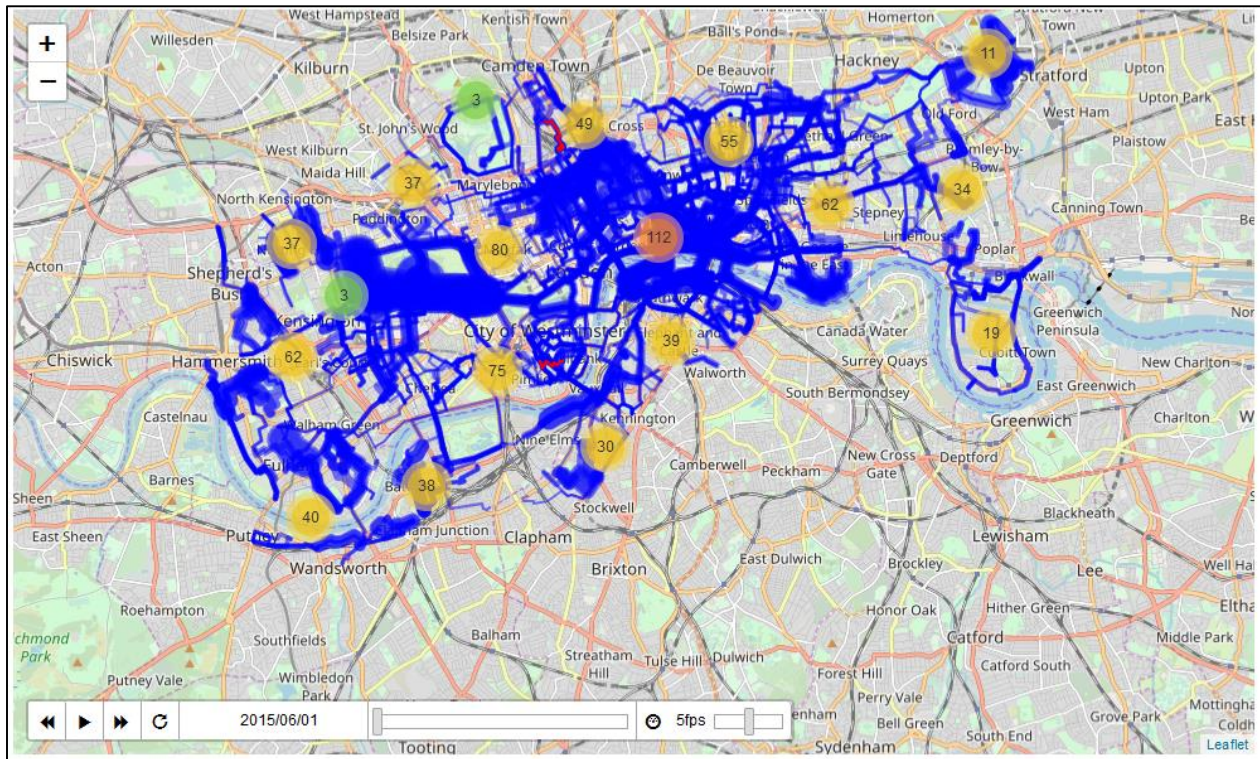 West Hampstead
Kentish Town
Stratford New
Town
Homerton
+
Willesden
Belsize Park
Ball's Pond
11
Hackney
−
Kilburn
Camden Town
De Beauvoir
Town
Stratford
Upton
3
West Ham
Upton Park
St. John's Wood
49
Cross
Old Ford
55
Plaistow
West Kilburn
Bromley-by-
Bow
Maida Hill
37
Marylebone
34
North Kensington
62
Stepney
Canning Town
Paddington
37
112
Limehouse
80
Poplar
Acton
Shepherd's
Bush
3
Blackwall
Greenwich
Peninsula
Kensington
City of Westminster
Canada Water
19
Chiswick
Hammersmith
62
39
Surrey Quays
Cubitt Town
New Charlton
75
Walworth
East Greenwich
South Bermondsey
Castelnau
Walham Green
Kennington
Greenwich
Charlton
Nine Elms
30
New Cross
Gate
Deptford
Barnes
Camberwell
Peckham
38
Sheen
40
Stockwell
Blackheath
East Sheen
Putney
Clapham Junction
Clapham
Lewisham
Wandsworth
Brixton
East Dulwich
Brockley
Lee
Roehampton
Honor Oak
Hither Green
Balham
Catford
Southfields
Middle Park
Park
Streatham
Hill
Tulse Hill
Dulwich
Catford South
Putney Vale
Wimbledon
Park
Forest Hill
Perry Vale
2015/06/01
5fps
Bell Green
Grove Park
Mottingham
South End
Tooting
Sydenham
Leaflet